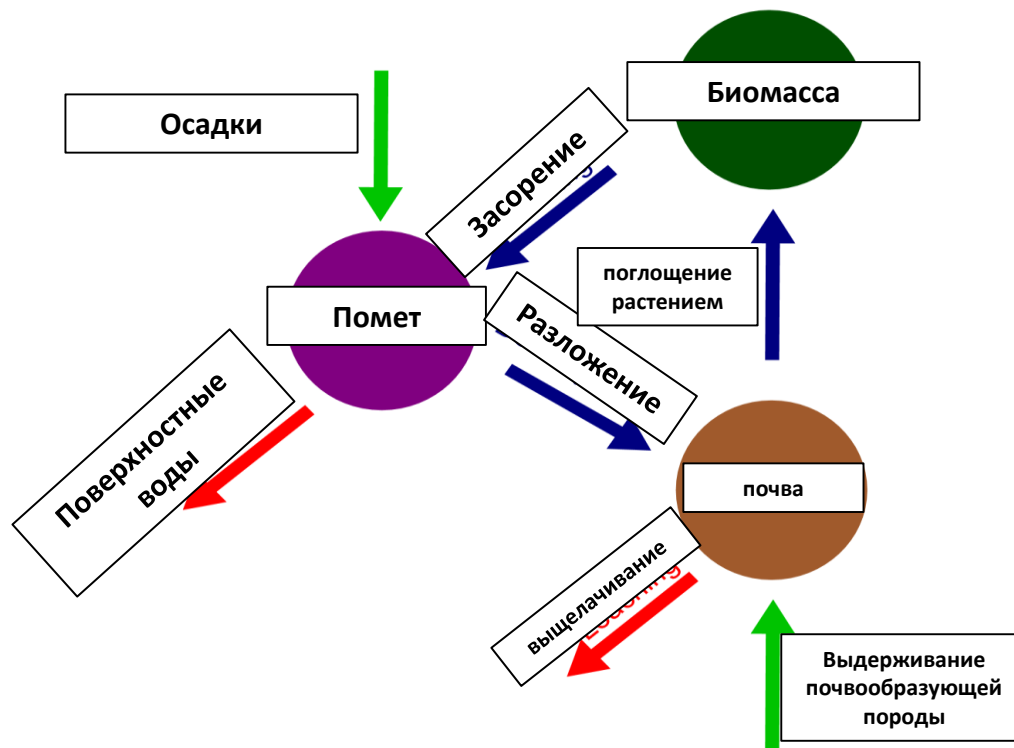 Биомасса
Осадки
Засорение
поглощение
растением
Помет
Разложение
Поверхностные
воды
почва
выщелачивание
Выдерживание
почвообразующей
породы